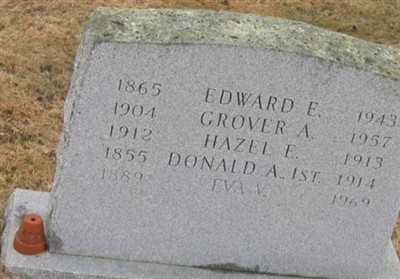 1865 EDWARD E. 1943
1904 GROVER A. 1957
1912 HAZEL E. 1913
1855 DONALD A., 1ST. 1914
1889 EVA V. 1969